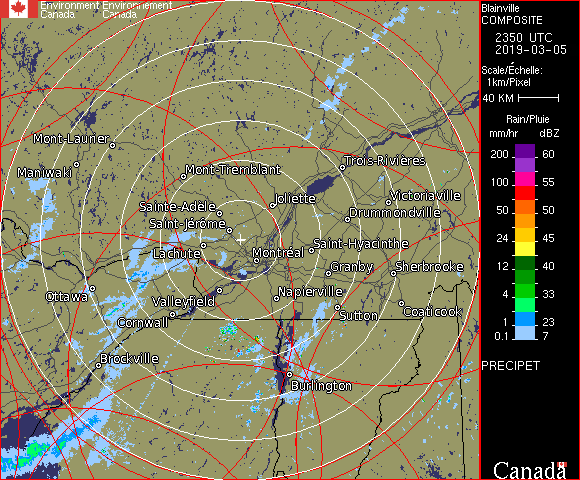 Environment Environnement
Canada Canada
Blainville
COMPOSITE
2350 UTC
2019-03-05
Scale/Échelle:
1km/Pixel
40 KM
Rain/Pluie
mm/hr dBZ
200 60
100 55
50 50
24 45
12 40
4 33
1 23
0.1 7
PRECIPET
Mont-Laurier
Maniwaki
Mont-Tremblant
Trois-Rivières
Sainte-Adèle
Joliette
Victoriaville
Saint-Jérôme
Drummondville
Lachute
Montréal
Saint-Hyacinthe
Granby
Sherbrooke
Ottawa
Valleyfield
Napierville
Cornwall
Sutton
Coaticook
Brockville
Burlington
Canada